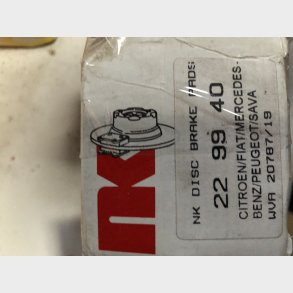 NK
NK DISC BRAKE PADS
22 99 40
CITROEN/FIAT/MERCEDES-
BENZ/PEUGEOT/SAVA
WVA 20787/19